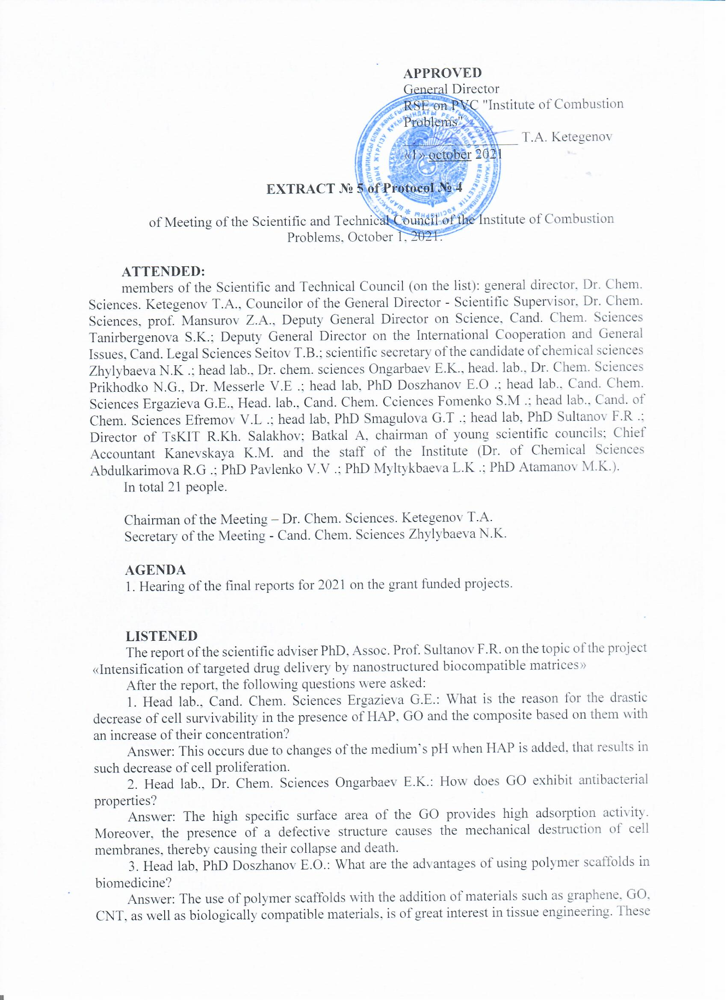 APPROVED
General Director
RSE on PVC "Institute of Combustion
Problems"
T.A. Ketegenov
«1» october 2021
EXTRACT № 5 of Protocol № 4
of Meeting of the Scientific and Technical Council of the Institute of Combustion
Problems, October 1, 2021.
ATTENDED:
members of the Scientific and Technical Council (on the list): general director, Dr. Chem.
Sciences. Ketegenov T.A., Councilor of the General Director - Scientific Supervisor, Dr. Chem.
Sciences, prof. Mansurov Z.A., Deputy General Director on Science, Cand. Chem. Sciences
Tanirbergenova S.K.; Deputy General Director on the International Cooperation and General
Issues, Cand. Legal Sciences Seitov T.B.; scientific secretary of the candidate of chemical sciences
Zhylybaeva N.K .; head lab., Dr. chem. sciences Ongarbaev E.K., head. lab., Dr. Chem. Sciences
Prikhodko N.G., Dr. Messerle V.E .; head lab, PhD Doszhanov E.O .; head lab., Cand. Chem.
Sciences Ergazieva G.E., Head. lab., Cand. Chem. Cciences Fomenko S.M .; head lab., Cand. of
Chem. Sciences Efremov V.L .; head lab, PhD Smagulova G.T .; head lab, PhD Sultanov F.R .;
Director of TsKIT R.Kh. Salakhov; Batkal A, chairman of young scientific councils; Chief
Accountant Kanevskaya K.M. and the staff of the Institute (Dr. of Chemical Sciences
Abdulkarimova R.G .; PhD Pavlenko V.V .; PhD Myltykbaeva L.K .; PhD Atamanov M.K.).
In total 21 people.
Chairman of the Meeting – Dr. Chem. Sciences. Ketegenov T.A.
Secretary of the Meeting - Cand. Chem. Sciences Zhylybaeva N.K.
AGENDA
1. Hearing of the final reports for 2021 on the grant funded projects.
LISTENED
The report of the scientific adviser PhD, Assoc. Prof. Sultanov F.R. on the topic of the project
«Intensification of targeted drug delivery by nanostructured biocompatible matrices»
After the report, the following questions were asked:
1. Head lab., Cand. Chem. Sciences Ergazieva G.E.: What is the reason for the drastic
decrease of cell survivability in the presence of HAP, GO and the composite based on them with
an increase of their concentration?
Answer: This occurs due to changes of the medium`s pH when HAP is added, that results in
such decrease of cell proliferation.
2. Head lab., Dr. Chem. Sciences Ongarbaev E.K.: How does GO exhibit antibacterial
properties?
Answer: The high specific surface area of the GO provides high adsorption activity.
Moreover, the presence of a defective structure causes the mechanical destruction of cell
membranes, thereby causing their collapse and death.
3. Head lab, PhD Doszhanov E.O.: What are the advantages of using polymer scaffolds in
biomedicine?
Answer: The use of polymer scaffolds with the addition of materials such as graphene, GO,
CNT, as well as biologically compatible materials, is of great interest in tissue engineering. These